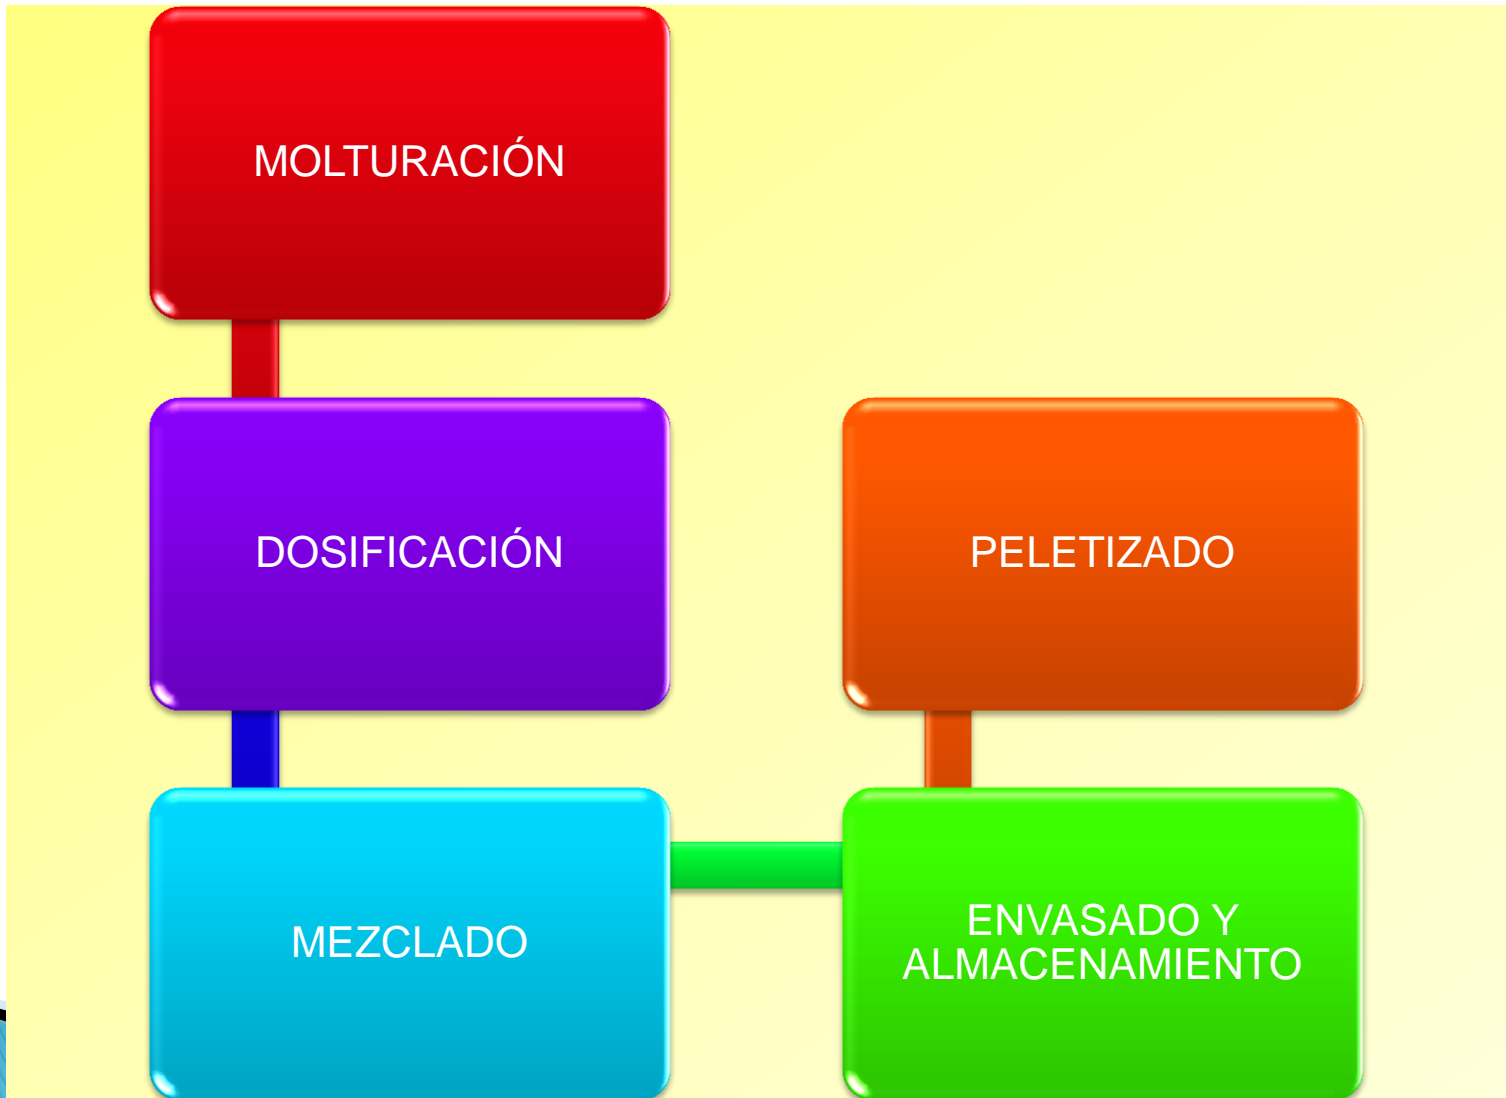 MOLTURACIÓN
DOSIFICACIÓN
MEZCLADO
ENVASADO Y
ALMACENAMIENTO
PELETIZADO